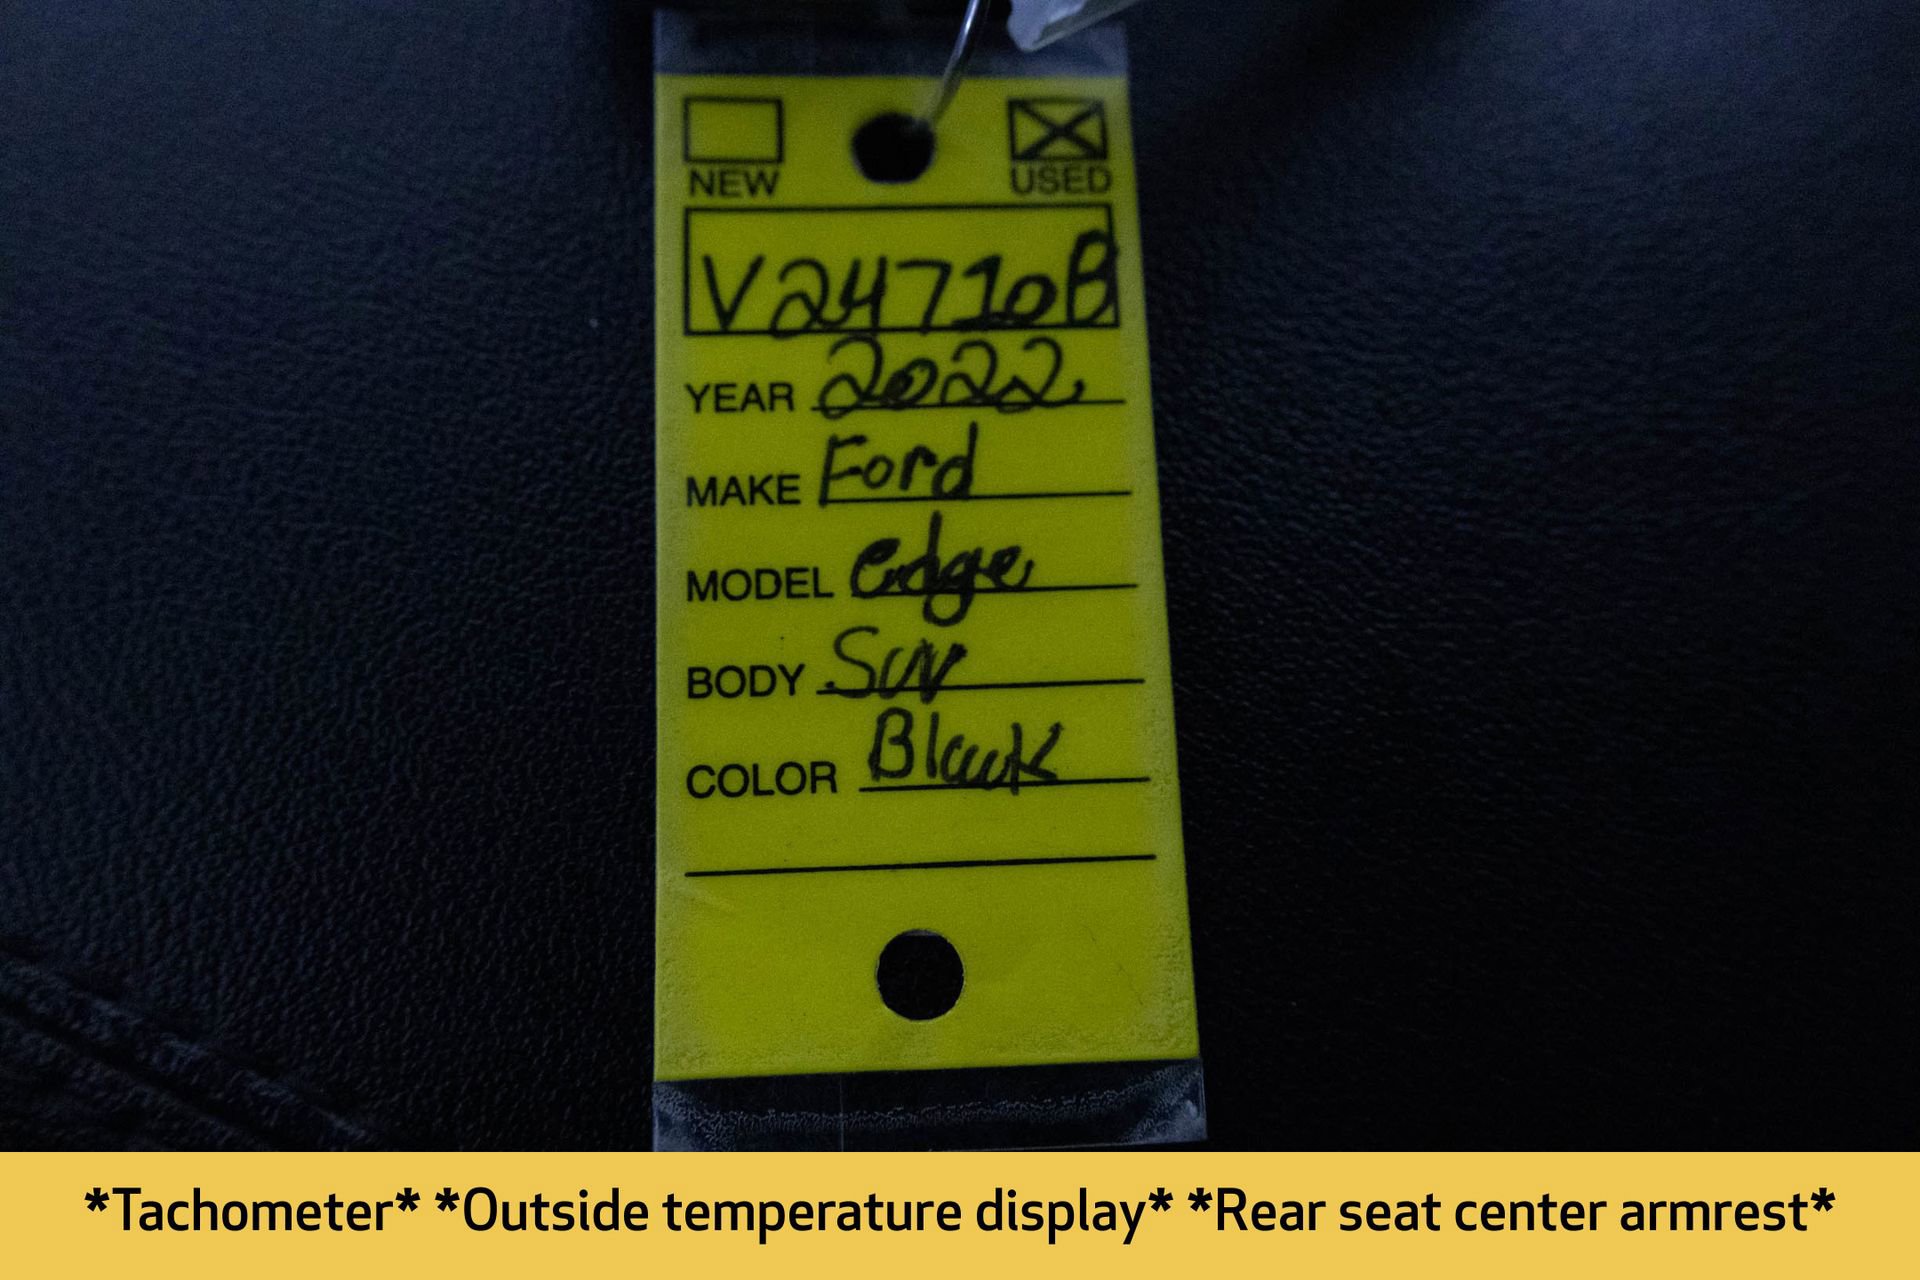 NEW USED
V24710B
YEAR 2022
MAKE Ford
MODEL edge
BODY Suv
COLOR Black
*Tachometer* *Outside temperature display* *Rear seat center armrest*